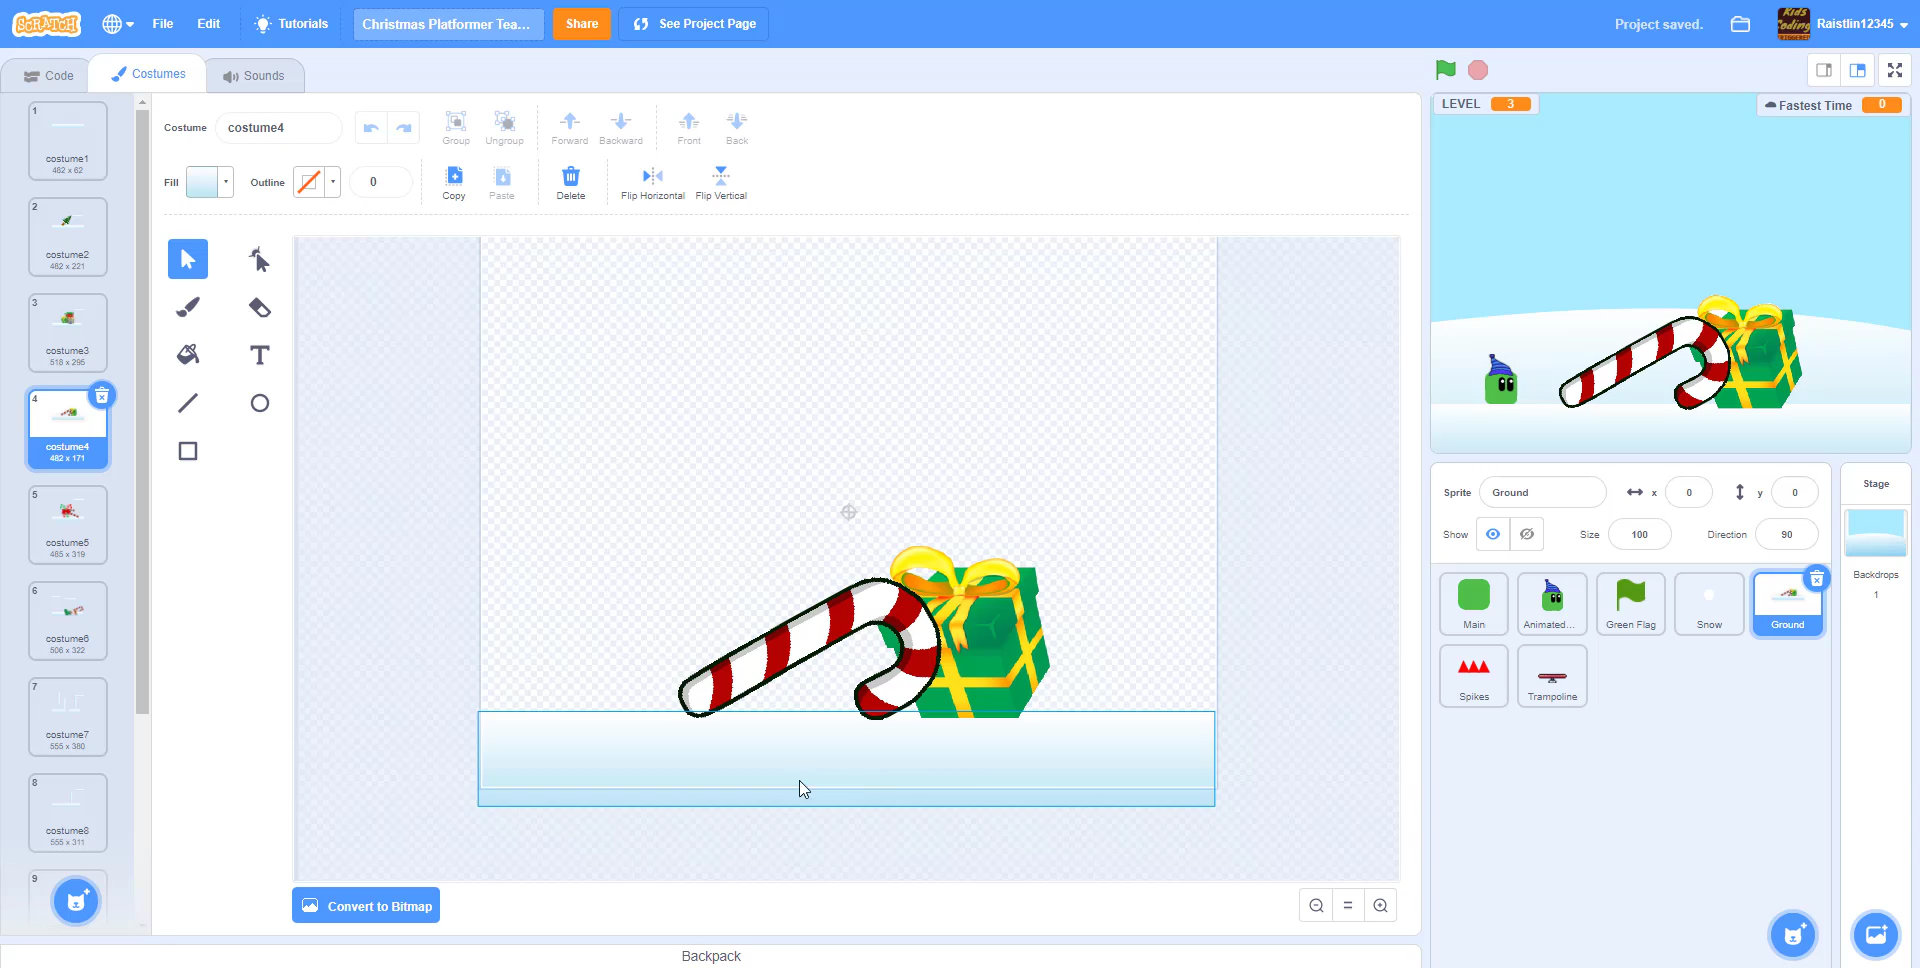 SCRATCH
File
Edit
Tutorials
Christmas Platformer Tea...
Share
See Project Page
Project saved.
Raistlin12345
Code
Costumes
Sounds
1
costume1
482 x 62
2
costume2
482 x 221
3
costume3
518 x 295
4
costume4
482 x 171
5
costume5
485 x 319
6
costume6
506 x 322
7
costume7
555 x 380
8
costume8
555 x 311
9
Costume
costume4
Group
Ungroup
Forward
Backward
Front
Back
Fill
Outline
0
Copy
Paste
Delete
Flip Horizontal
Flip Vertical
T
Convert to Bitmap
Backpack
LEVEL 3
Fastest Time 0
Sprite
Ground
x
0
y
0
Show
Size
100
Direction
90
Main
Animated...
Green Flag
Snow
Ground
Spikes
Trampoline
Stage
Backdrops
1